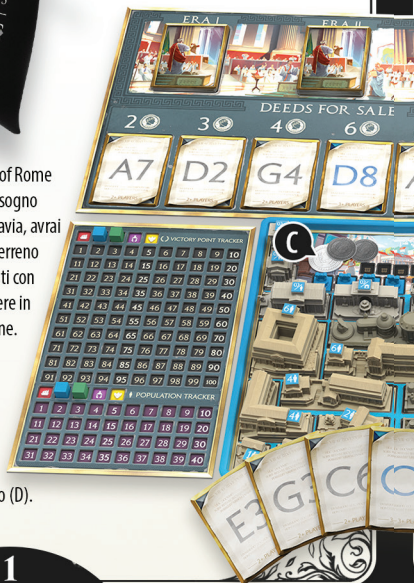 ERA I
ERA II
DEEDS FOR SALE
2 3 4 6
A7 D2 G4 D8
of Rome
sogno
avia, avrai
erreno
ti con
ere in
ne.
o (D).
VICTORY POINT TRACKER
1 2 3 4 5 6 7 8 9 10
11 12 13 14 15 16 17 18 19 20
21 22 23 24 25 26 27 28 29 30
31 32 33 34 35 36 37 38 39 40
41 42 43 44 45 46 47 48 49 50
51 52 53 54 55 56 57 58 59 60
61 62 63 64 65 66 67 68 69 70
71 72 73 74 75 76 77 78 79 80
81 82 83 84 85 86 87 88 89 90
91 92 93 94 95 96 97 98 99 100
POPULATION TRACKER
1 2 3 4 5 6 7 8 9 10
11 12 13 14 15 16 17 18 19 20
21 22 23 24 25 26 27 28 29 30
31 32 33 34 35 36 37 38 39 40
C
6
6
4
4 2
E3 G3 C6
1